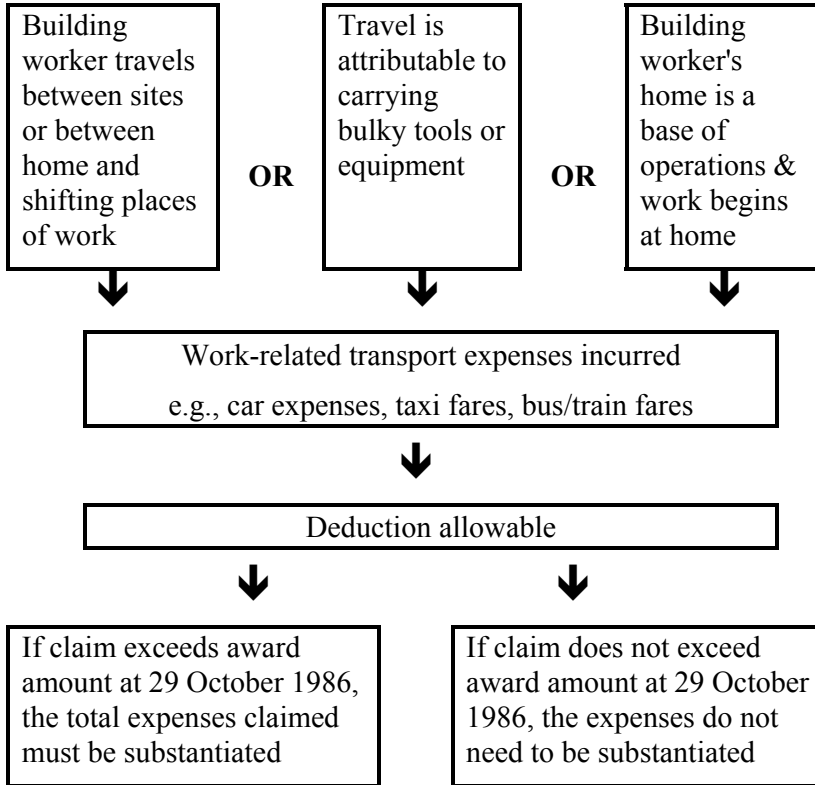 Building
worker travels
between sites
or between
home and
shifting places
of work
OR
Travel is
attributable to
carrying
bulky tools or
equipment
OR
Building
worker's
home is a
base of
operations &
work begins
at home
Work-related transport expenses incurred
e.g., car expenses, taxi fares, bus/train fares
Deduction allowable
If claim exceeds award
amount at 29 October 1986,
the total expenses claimed
must be substantiated
If claim does not exceed
award amount at 29 October
1986, the expenses do not
need to be substantiated